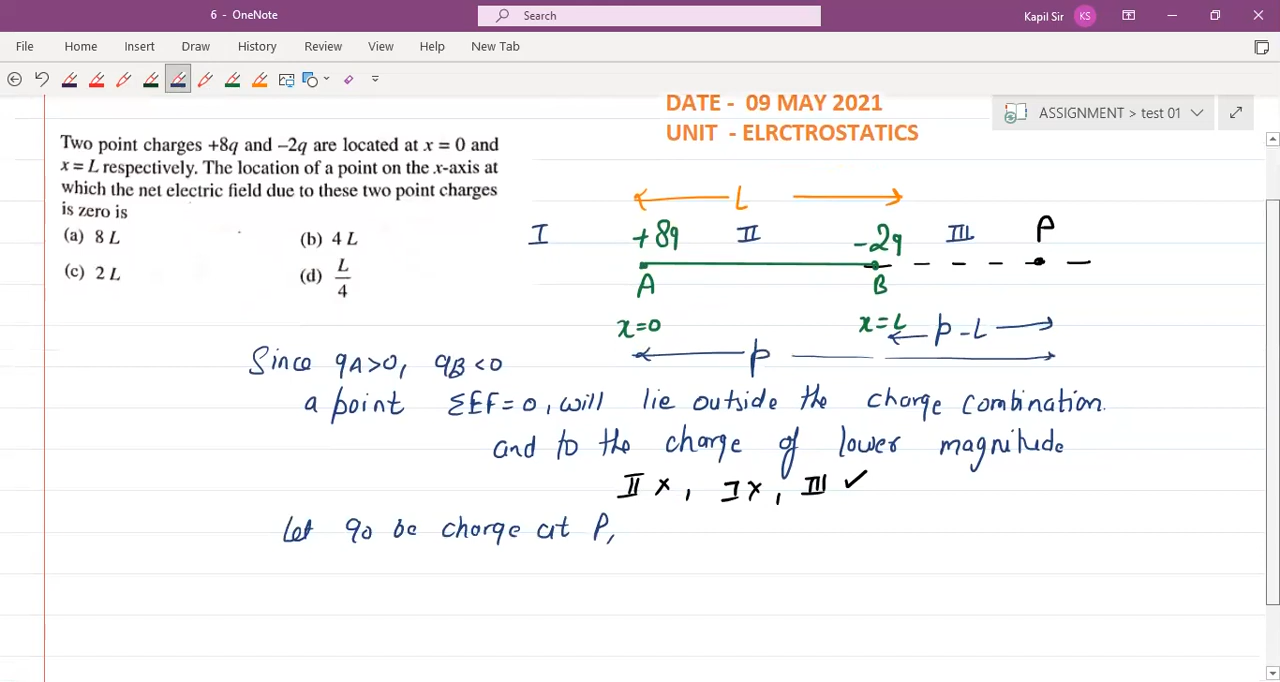 6 - OneNote
Search
Kapil Sir KS
File Home Insert Draw History Review View Help New Tab
DATE - 09 MAY 2021
UNIT - ELRCTROSTATICS
ASSIGNMENT > test 01
Two point charges +8q and –2q are located at x = 0 and
x = L respectively. The location of a point on the x-axis at
which the net electric field due to these two point charges
is zero is
(a) 8 L (b) 4 L
(c) 2 L (d) L/4
L
I +8q II -2q III P
A B
x=0 x=L p-L
p
Since qA>0, qB<0
a point ΣEF=0, will lie outside the charge combination.
and to the charge of lower magnitude
II x, I x, III ✓
Let q0 be charge at P,